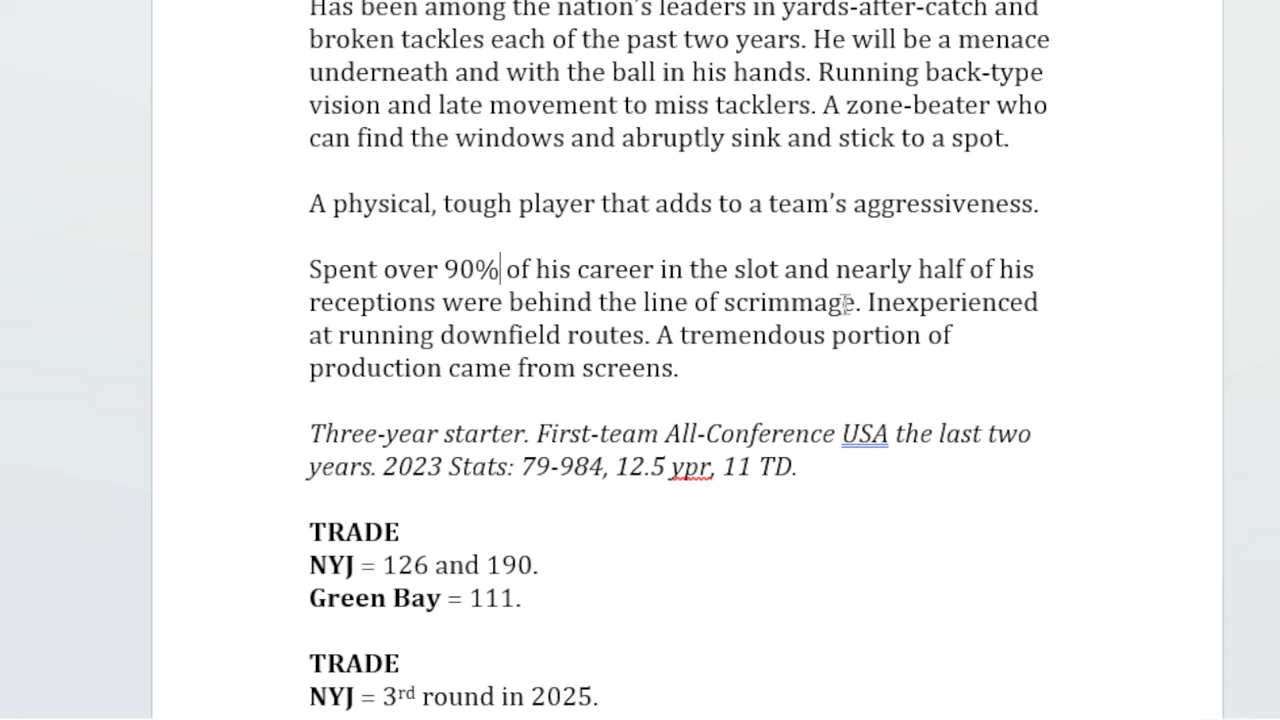 Has been among the nation's leaders in yards-after-catch and
broken tackles each of the past two years. He will be a menace
underneath and with the ball in his hands. Running back-type
vision and late movement to miss tacklers. A zone-beater who
can find the windows and abruptly sink and stick to a spot.
A physical, tough player that adds to a team’s aggressiveness.
Spent over 90% of his career in the slot and nearly half of his
receptions were behind the line of scrimmage. Inexperienced
at running downfield routes. A tremendous portion of
production came from screens.
Three-year starter. First-team All-Conference USA the last two
years. 2023 Stats: 79-984, 12.5 ypr, 11 TD.
TRADE
NYJ = 126 and 190.
Green Bay = 111.
TRADE
NYJ = 3rd round in 2025.